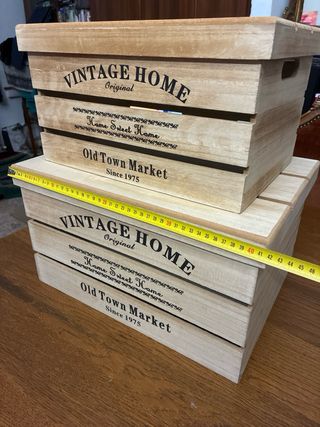 VINTAGE HOME
Original
Home Sweet Home
Old Town Market
Since 1975
VINTAGE HOME
Original
Home Sweet Home
Old Town Market
Since 1975